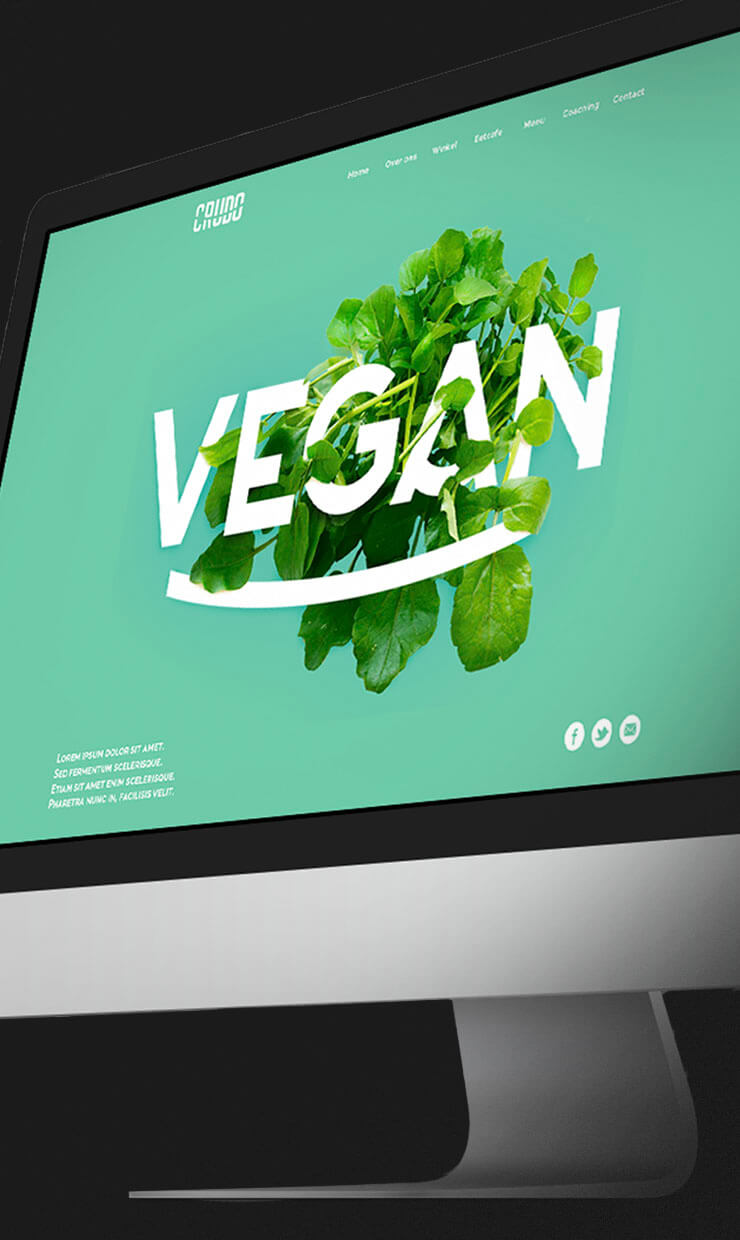 Home Over ons Winkel Eetcafe Menu Coaching Contact
CRUDO
VEGAN
Lorem ipsum dolor sit amet.
Sed fermentum scelerisque.
Etiam sit amet enim scelerisque.
Pharetra nunc in, facilisis velit.